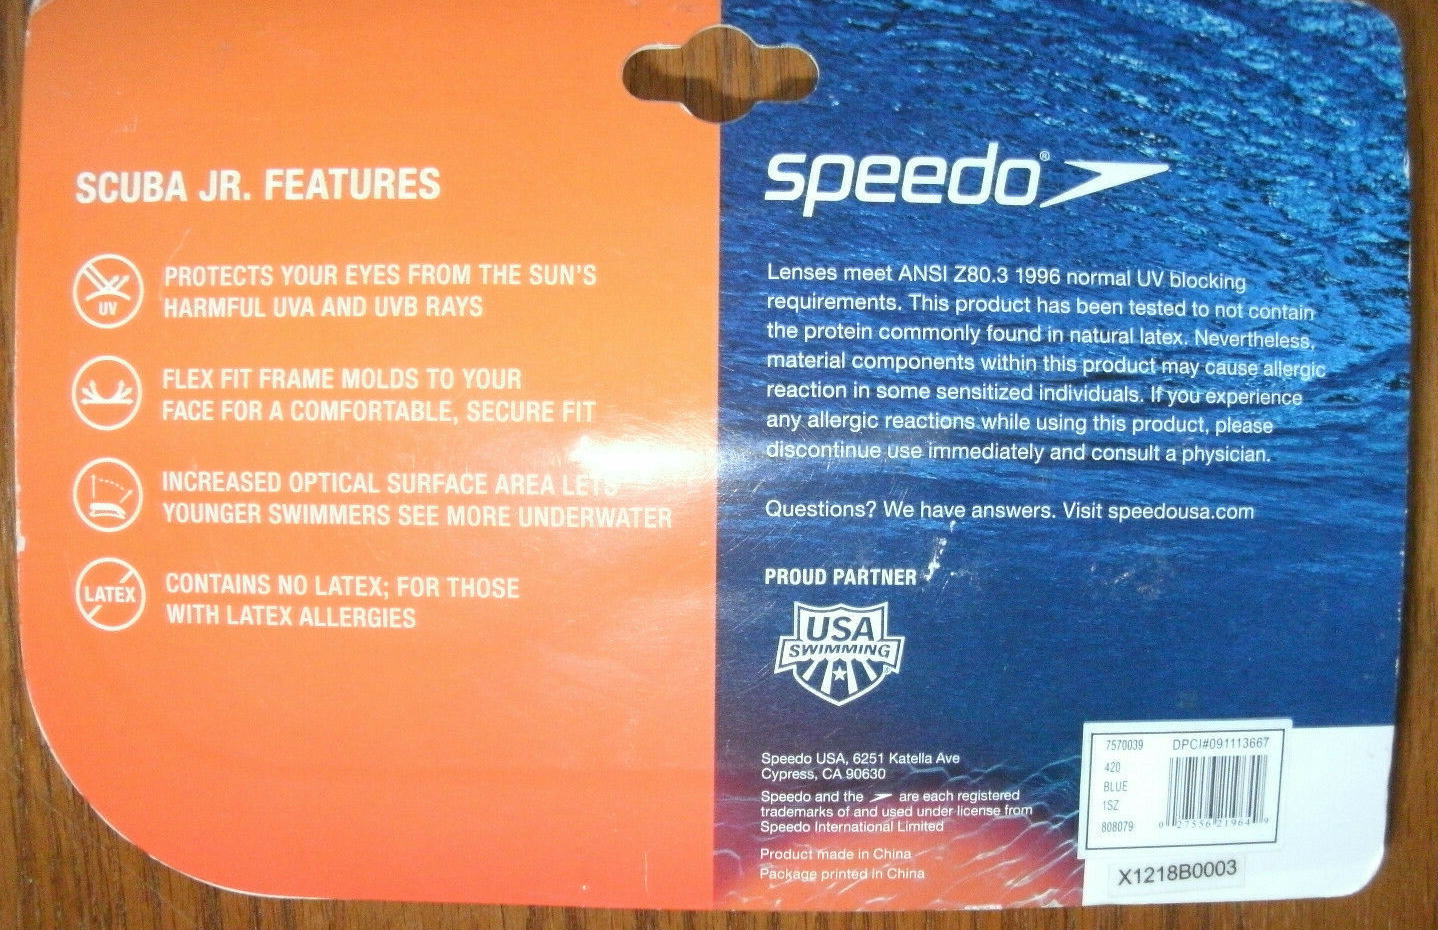 SCUBA JR. FEATURES
UV
PROTECTS YOUR EYES FROM THE SUN'S
HARMFUL UVA AND UVB RAYS
FLEX FIT FRAME MOLDS TO YOUR
FACE FOR A COMFORTABLE, SECURE FIT
INCREASED OPTICAL SURFACE AREA LETS
YOUNGER SWIMMERS SEE MORE UNDERWATER
LATEX
CONTAINS NO LATEX; FOR THOSE
WITH LATEX ALLERGIES
speedo®
Lenses meet ANSI Z80.3 1996 normal UV blocking
requirements. This product has been tested to not contain
the protein commonly found in natural latex. Nevertheless,
material components within this product may cause allergic
reaction in some sensitized individuals. If you experience
any allergic reactions while using this product, please
discontinue use immediately and consult a physician.
Questions? We have answers. Visit speedousa.com
PROUD PARTNER
USA
SWIMMING
®
Speedo USA, 6251 Katella Ave
Cypress, CA 90630
Speedo and the are each registered
trademarks of and used under license from
Speedo International Limited
Product made in China
Package printed in China
7570039 DPCI#091113667
420
BLUE
1SZ
808079
0 27556 21964 9
X1218B0003